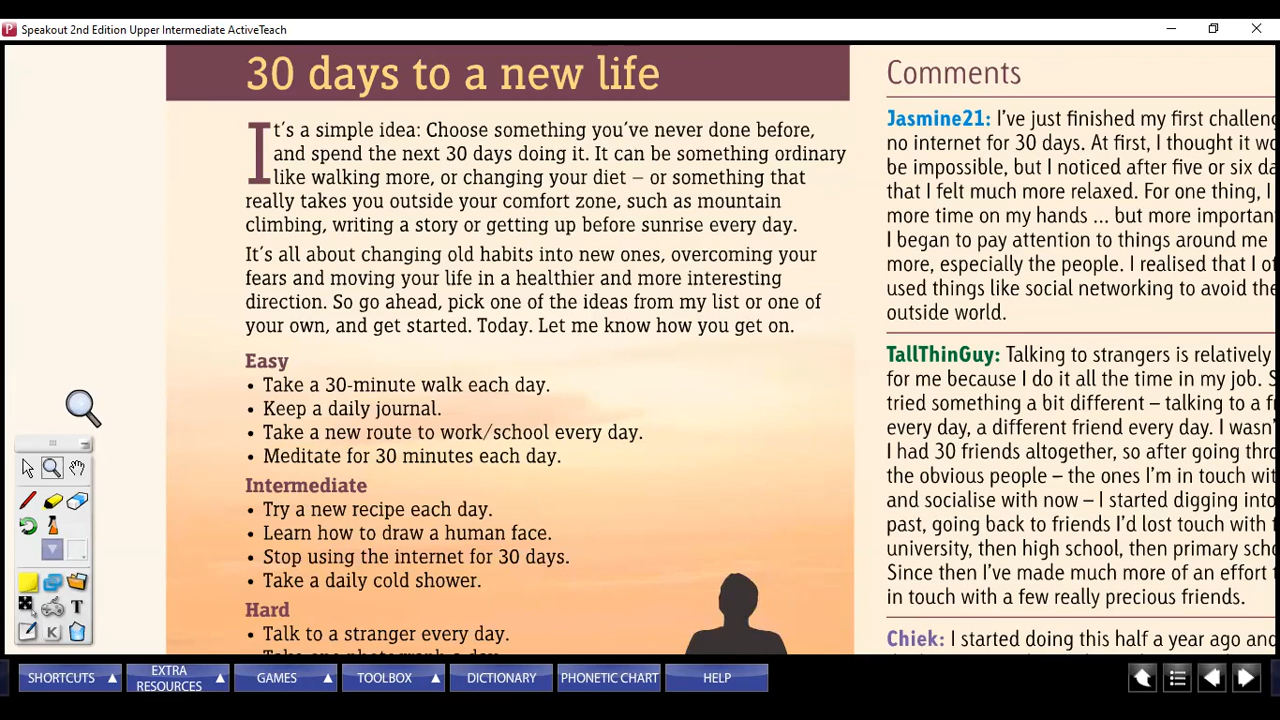 Speakout 2nd Edition Upper Intermediate ActiveTeach
30 days to a new life
It's a simple idea: Choose something you've never done before,
and spend the next 30 days doing it. It can be something ordinary
like walking more, or changing your diet – or something that
really takes you outside your comfort zone, such as mountain
climbing, writing a story or getting up before sunrise every day.
It's all about changing old habits into new ones, overcoming your
fears and moving your life in a healthier and more interesting
direction. So go ahead, pick one of the ideas from my list or one of
your own, and get started. Today. Let me know how you get on.
Easy
• Take a 30-minute walk each day.
• Keep a daily journal.
• Take a new route to work/school every day.
• Meditate for 30 minutes each day.
Intermediate
• Try a new recipe each day.
• Learn how to draw a human face.
• Stop using the internet for 30 days.
• Take a daily cold shower.
Hard
• Talk to a stranger every day.
Comments
Jasmine21: I've just finished my first challen
no internet for 30 days. At first, I thought it wo
be impossible, but I noticed after five or six da
that I felt much more relaxed. For one thing, I
more time on my hands ... but more importan
I began to pay attention to things around me
more, especially the people. I realised that I of
used things like social networking to avoid the
outside world.
TallThinGuy: Talking to strangers is relatively
for me because I do it all the time in my job. S
tried something a bit different – talking to a f
every day, a different friend every day. I wasn'
I had 30 friends altogether, so after going thro
the obvious people – the ones I'm in touch wit
and socialise with now – I started digging into
past, going back to friends I'd lost touch with
university, then high school, then primary scho
Since then I've made much more of an effort
in touch with a few really precious friends.
Chiek: I started doing this half a year ago and
SHORTCUTS
EXTRA
RESOURCES
GAMES
TOOLBOX
DICTIONARY
PHONETIC CHART
HELP